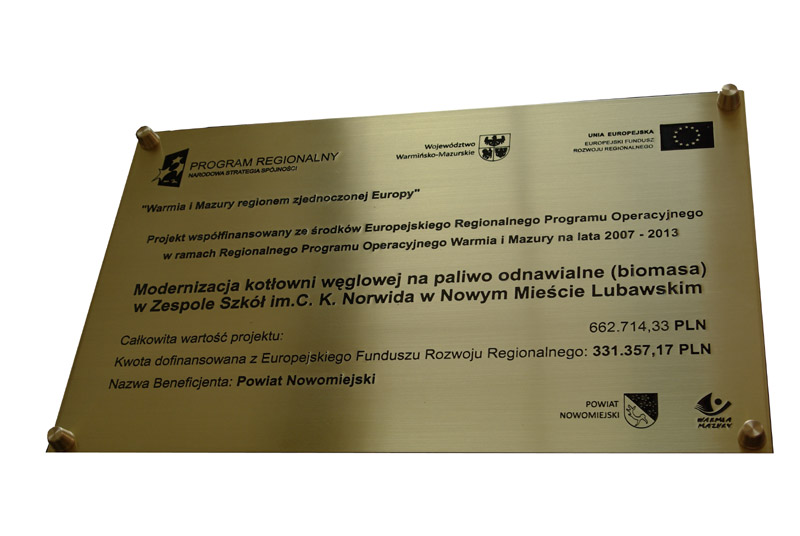 PROGRAM REGIONALNY
NARODOWA STRATEGIA SPÓJNOŚCI
Województwo
Warmińsko-Mazurskie
UNIA EUROPEJSKA
EUROPEJSKI FUNDUSZ
ROZWOJU REGIONALNEGO
"Warmia i Mazury regionem zjednoczonej Europy"
Projekt współfinansowany ze środków Europejskiego Regionalnego Programu Operacyjnego
w ramach Regionalnego Programu Operacyjnego Warmia i Mazury na lata 2007 - 2013
Modernizacja kotłowni węglowej na paliwo odnawialne (biomasa)
w Zespole Szkół im.C. K. Norwida w Nowym Mieście Lubawskim
Całkowita wartość projektu: 662.714,33 PLN
Kwota dofinansowana z Europejskiego Funduszu Rozwoju Regionalnego: 331.357,17 PLN
Nazwa Beneficjenta: Powiat Nowomiejski
POWIAT
NOWOMIEJSKI
WARMIA
MAZURY